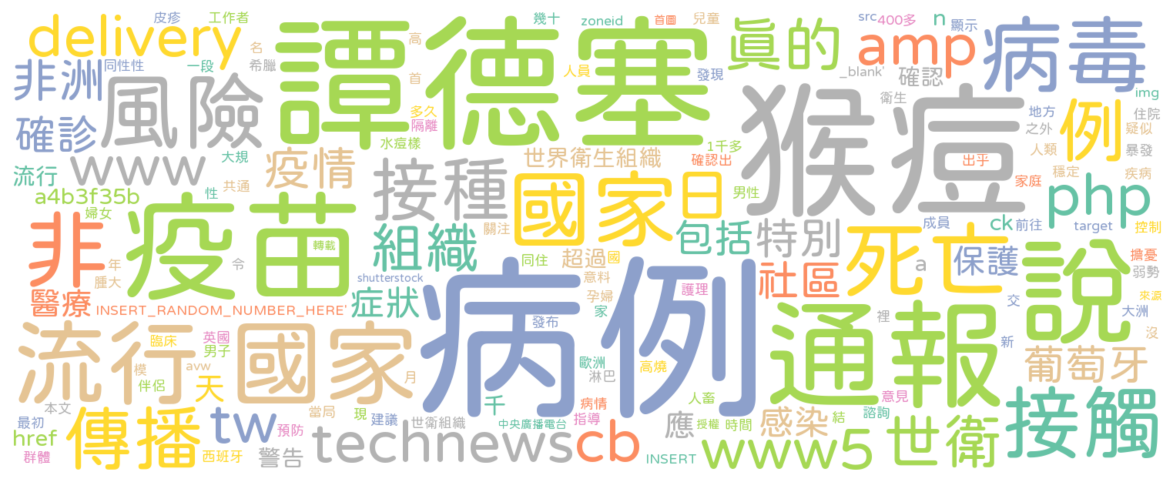 皮疹 工作者 幾十 zoneid 首圖 兒童 src 400多 n 顯示
delivery 譚德塞 眞的 amp 病毒
名 高 人員
同性性 一段 希臘 發現 _blank' 確認
非洲 風險 首 猴痘 衛生 img
確診 多久 隔離 水痘樣 1千多 地方 例 住院 疑似
之外 暴發
www 大規 疫情 接種 世界衛生組織 確認出 出乎 人類
流行 共通 性 國家 日 男性 家庭 穩定 疾病 php
a4b3f35b 婦女 疫苗 關注 包括 特別 成員 ck 前往 target 控制
非 轉載 組織 同住 超過 國 死亡 保護 擴憂
年 腫大 令 shutterstock 意料 護理 社區 a 弱勢
醫療 INSERT_RANDOM_NUMBER_HERE' 症狀 孕婦 家 交 說 來源
病例 發布 通報 裡 大洲 沒
流行 臨床 英國 男子 國家 歐洲 新
模 avw 淋巴 高燒 葡萄牙
伴侶 天 月 千 病情 人畜 意見
最初 本文 當局 現 建議 世衛組織 中央廣播電台 指導 授權 時間 結 諮詢
href 傳播 tw 預防 應 感染 世衛 接觸
群體 西班牙 警告 technews cb INSERT www5